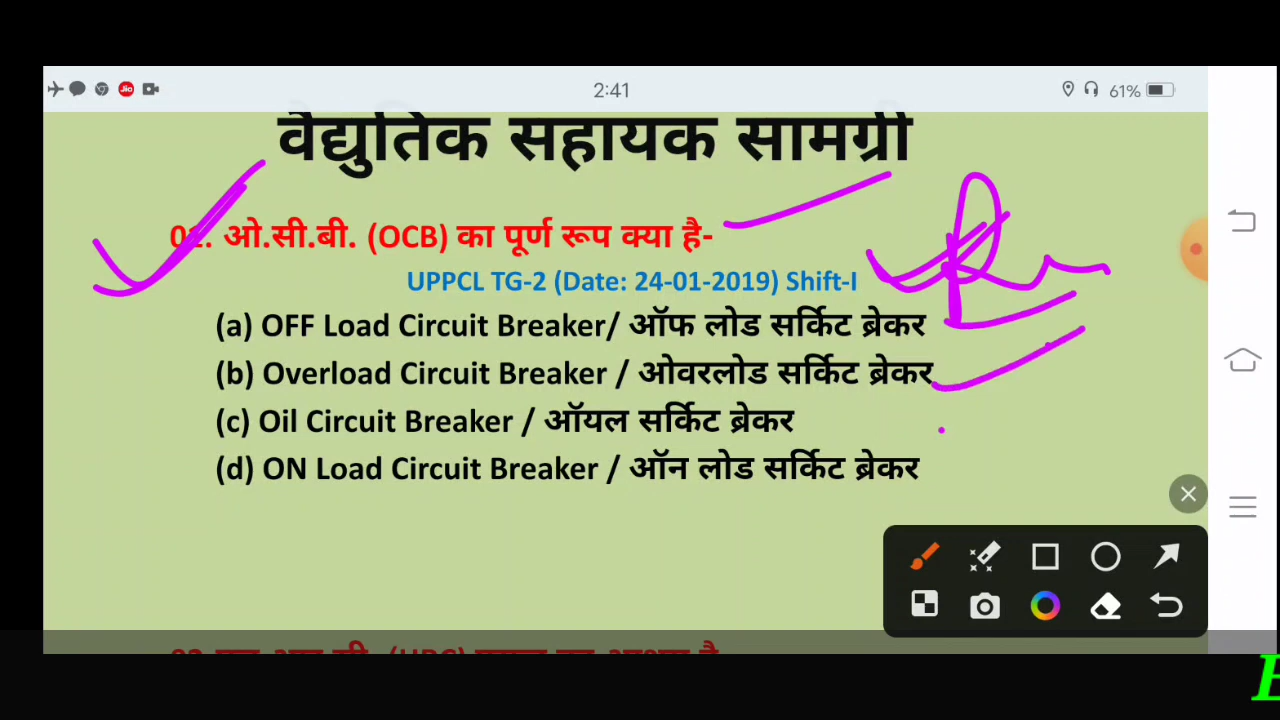 2:41
61%
वैद्युतिक सहायक सामग्री
01. ओ.सी.बी. (OCB) का पूर्ण रूप क्या है-
UPPCL TG-2 (Date: 24-01-2019) Shift-I
(a) OFF Load Circuit Breaker/ ऑफ लोड सर्किट ब्रेकर
(b) Overload Circuit Breaker / ओवरलोड सर्किट ब्रेकर
(c) Oil Circuit Breaker / ऑयल सर्किट ब्रेकर
(d) ON Load Circuit Breaker / ऑन लोड सर्किट ब्रेकर